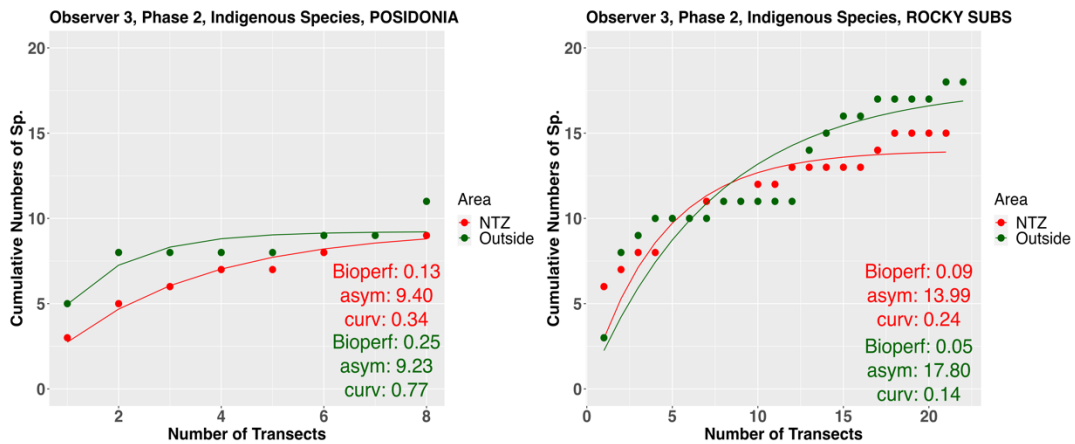 Observer 3, Phase 2, Indigenous Species, POSIDONIA
Cumulative Numbers of Sp.
20
15
10
5
0
Bioperf: 0.13
asym: 9.40
curv: 0.34
Bioperf: 0.25
asym: 9.23
curv: 0.77
2 4 6 8
Number of Transects
Area
NTZ
Outside
Observer 3, Phase 2, Indigenous Species, ROCKY SUBS
Cumulative Numbers of Sp.
20
15
10
5
0
Bioperf: 0.09
asym: 13.99
curv: 0.24
Bioperf: 0.05
asym: 17.80
curv: 0.14
0 5 10 15 20
Number of Transects
Area
NTZ
Outside